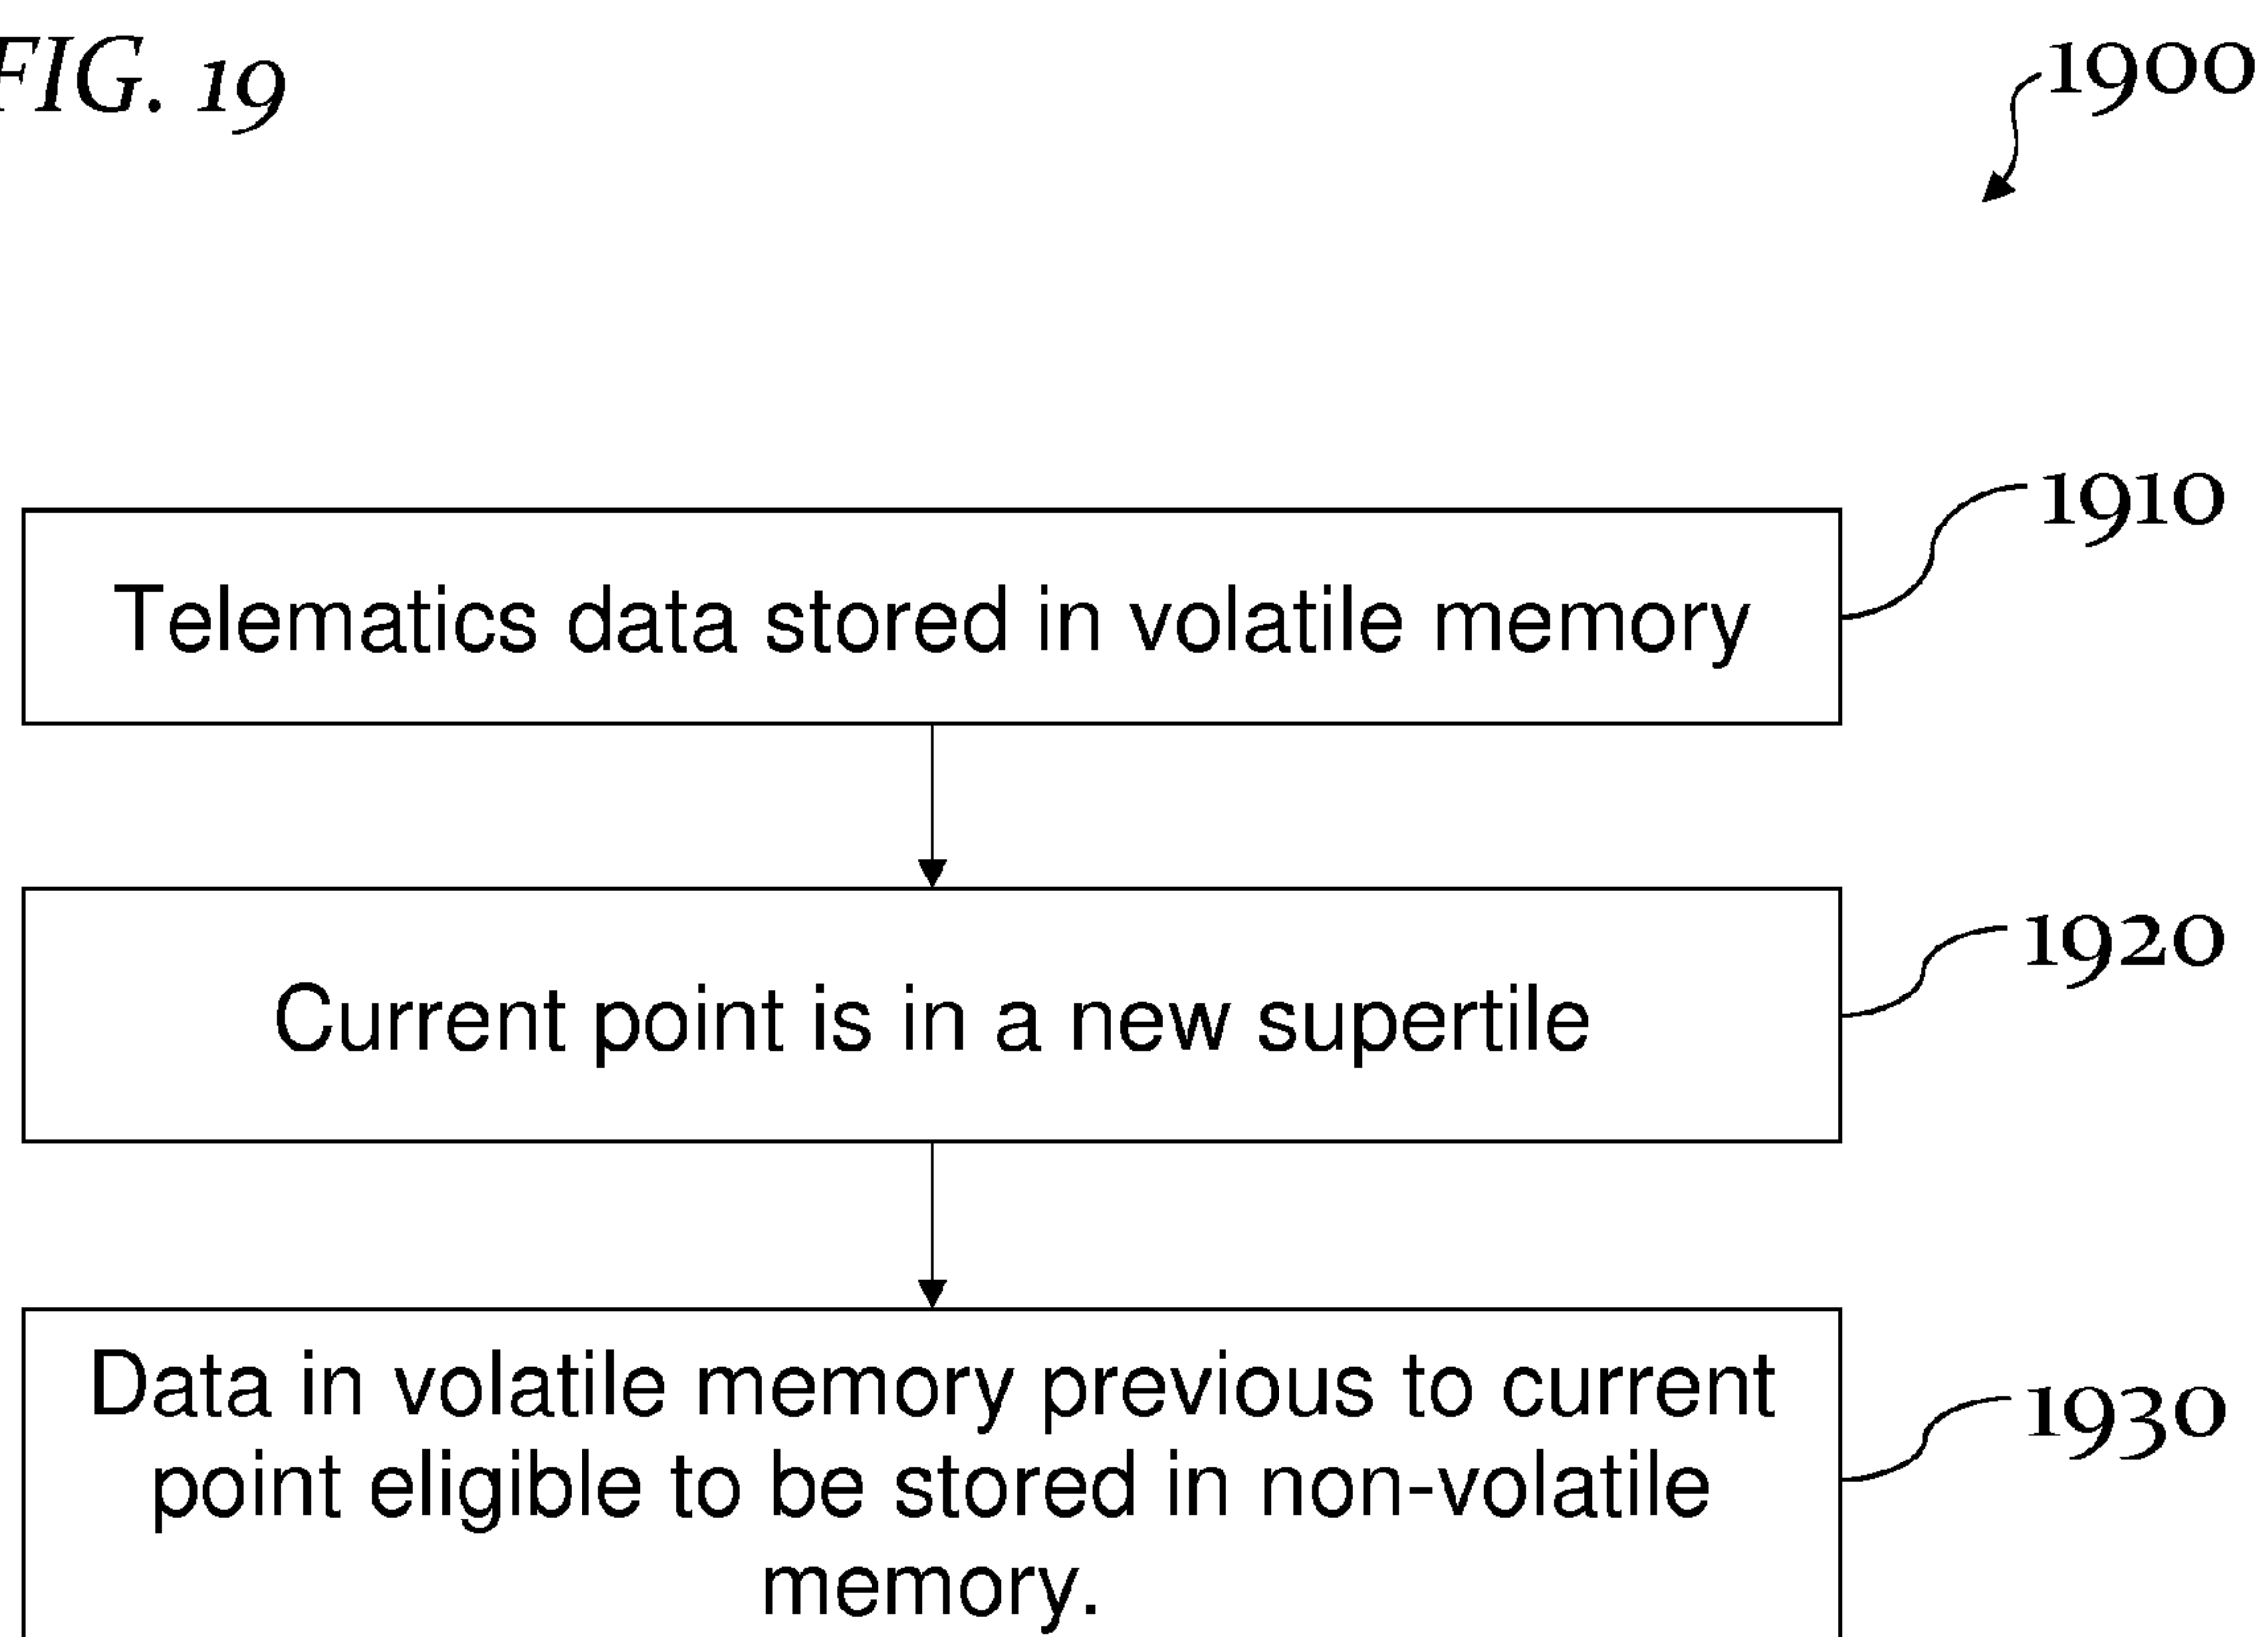 FIG. 19
1900
1910
Telematics data stored in volatile memory
1920
Current point is in a new supertile
1930
Data in volatile memory previous to current
point eligible to be stored in non-volatile
memory.